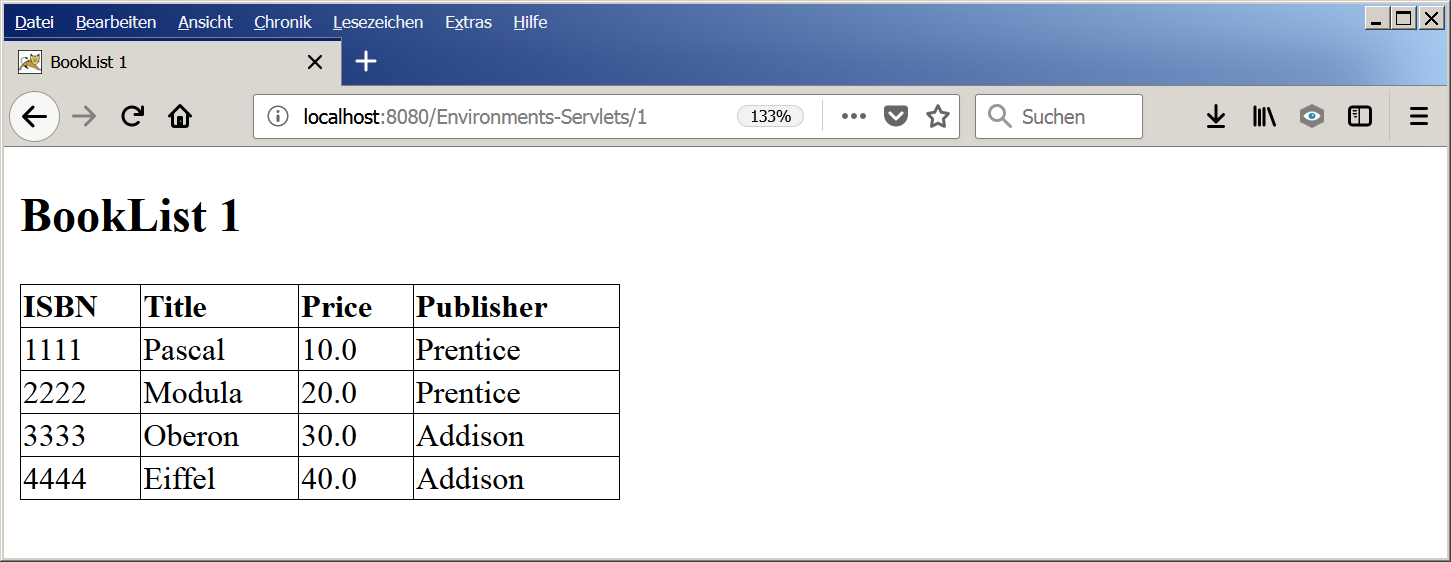 Datei Bearbeiten Ansicht Chronik Lesezeichen Extras Hilfe
BookList 1
localhost:8080/Environments-Servlets/1 133% Suchen
BookList 1
ISBN Title Price Publisher
1111 Pascal 10.0 Prentice
2222 Modula 20.0 Prentice
3333 Oberon 30.0 Addison
4444 Eiffel 40.0 Addison